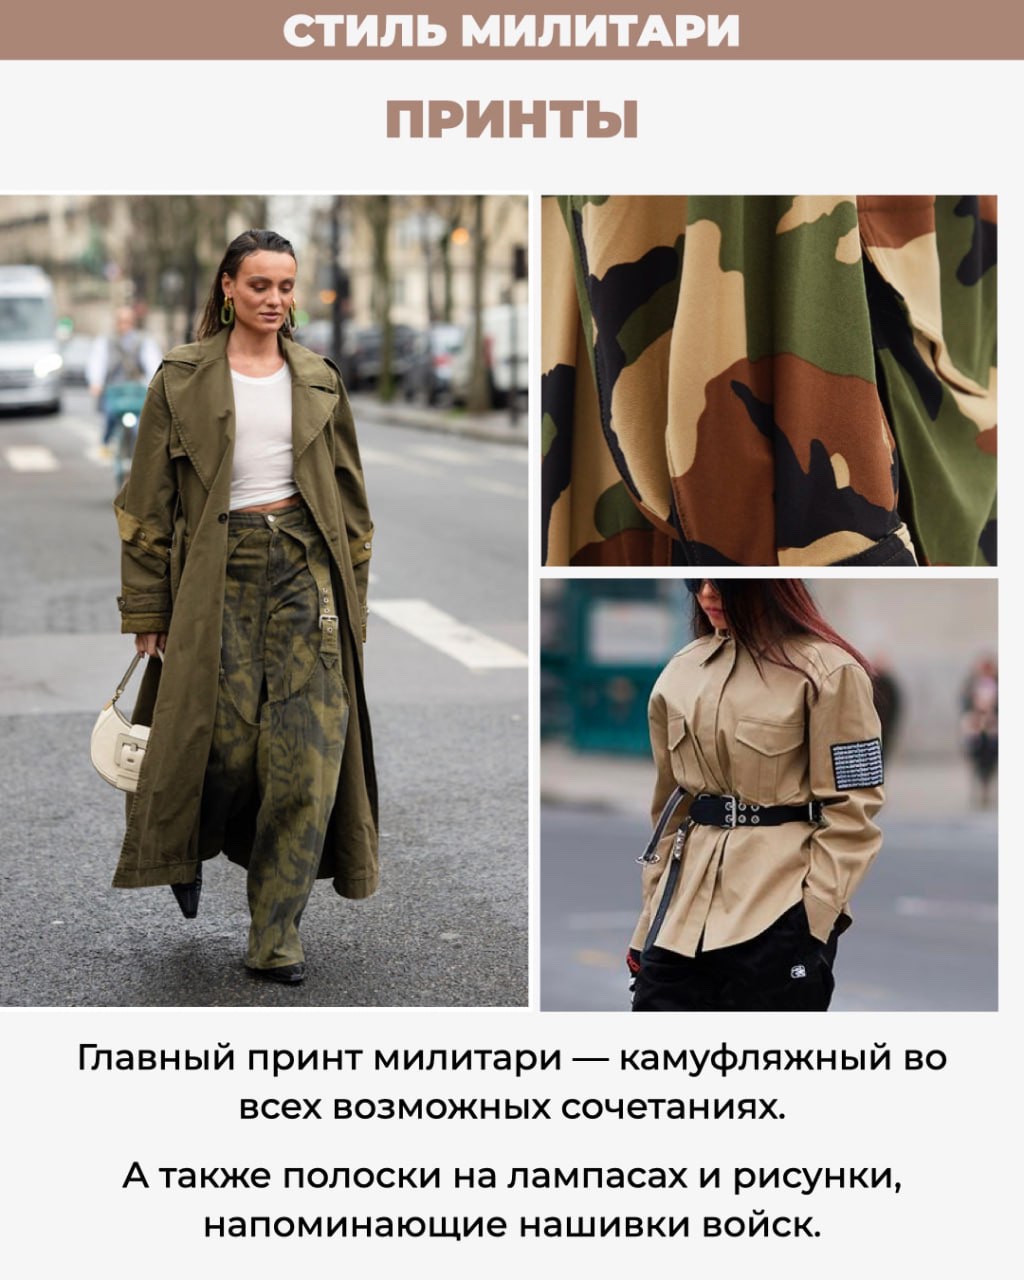 СТИЛЬ МИЛИТАРИ
ПРИНТЫ
Главный принт милитари — камуфляжный во
всех возможных сочетаниях.
А также полоски на лампасах и рисунки,
напоминающие нашивки войск.